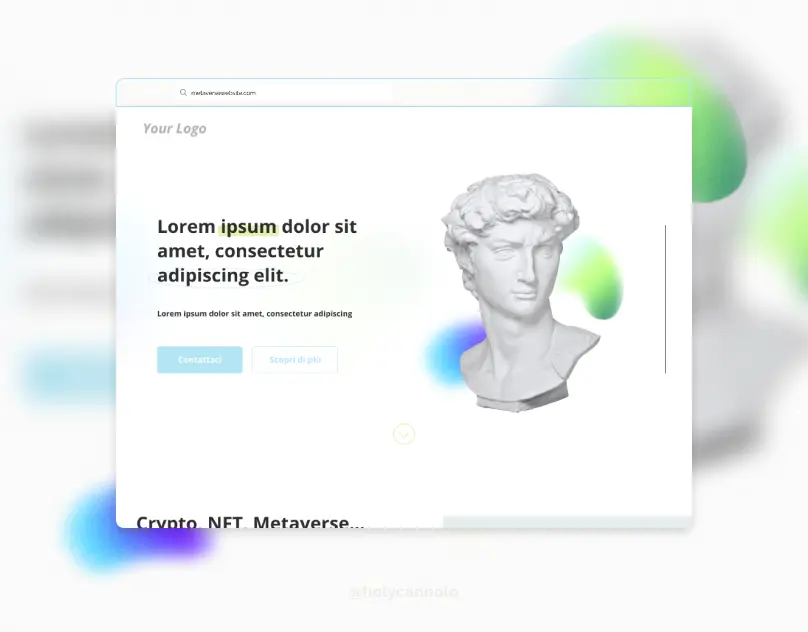 metaversewebsite.com
Your Logo
Lorem ipsum dolor sit
amet, consectetur
adipiscing elit.
Lorem ipsum dolor sit amet, consectetur adipiscing
Contattaci
Scopri di più
Crypto, NFT, Metaverse...
@holycannolo